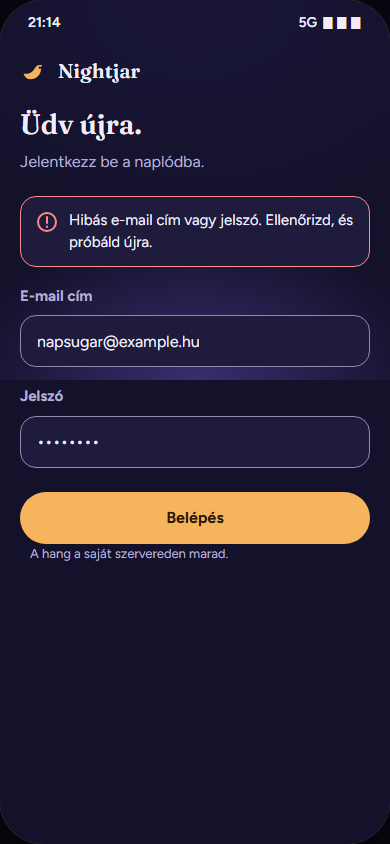 21:14
5G
Nightjar
Üdv újra.
Jelentkezz be a naplódba.
Hibás e-mail cím vagy jelszó. Ellenőrizd, és
próbáld újra.
E-mail cím
napsugar@example.hu
Jelszó
••••••••
Belépés
A hang a saját szervereden marad.